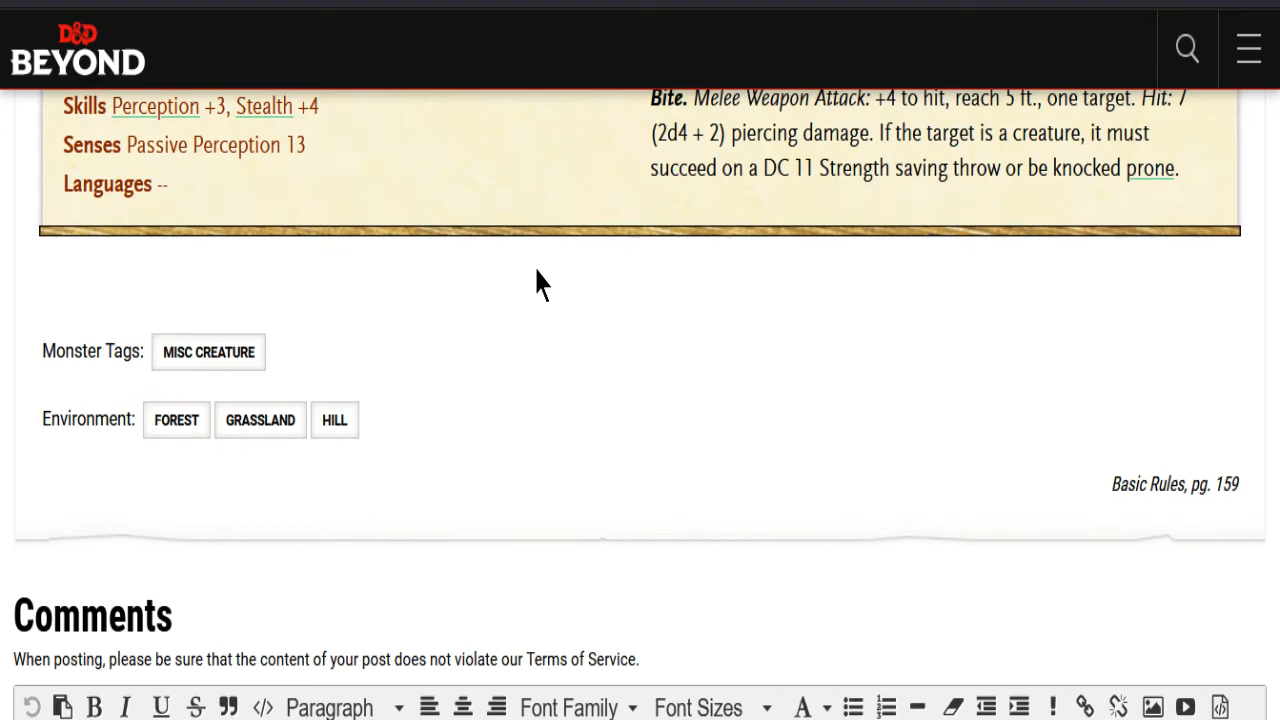 D&D
BEYOND
Skills Perception +3, Stealth +4
Senses Passive Perception 13
Languages --
Bite. Melee Weapon Attack: +4 to hit, reach 5 ft., one target. Hit: 7
(2d4 + 2) piercing damage. If the target is a creature, it must
succeed on a DC 11 Strength saving throw or be knocked prone.
Monster Tags: MISC CREATURE
Environment: FOREST GRASSLAND HILL
Basic Rules, pg. 159
Comments
When posting, please be sure that the content of your post does not violate our Terms of Service.
Paragraph Font Family Font Sizes A